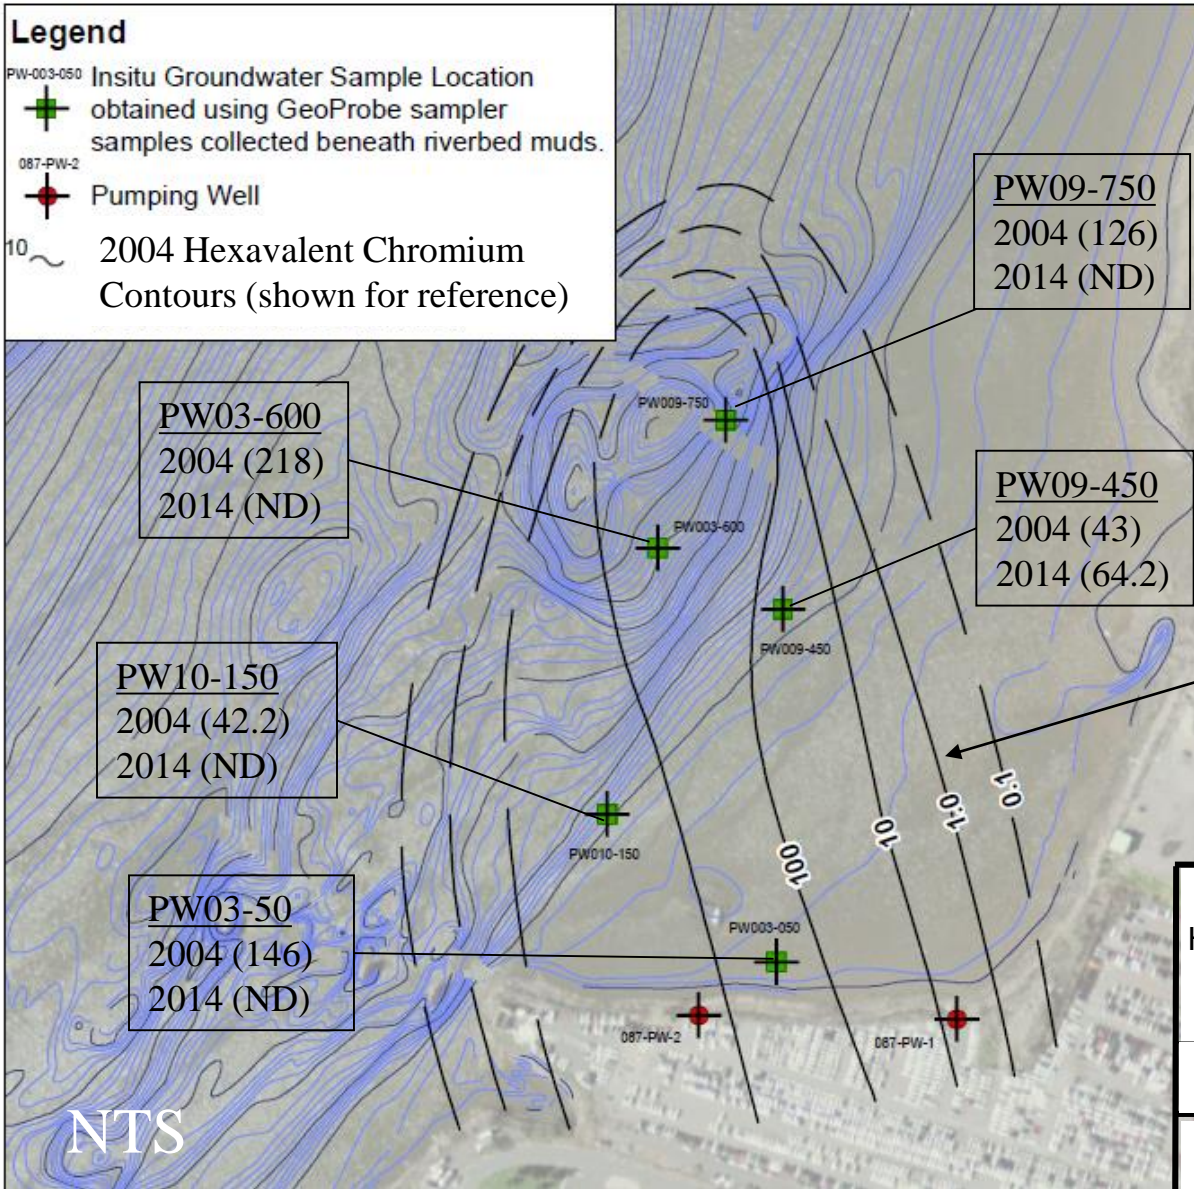 Legend
PW-003-050
Insitu Groundwater Sample Location
obtained using GeoProbe sampler
samples collected beneath riverbed muds.
087-PW-2
Pumping Well
10
2004 Hexavalent Chromium
Contours (shown for reference)
PW09-750
2004 (126)
2014 (ND)
PW03-600
2004 (218)
2014 (ND)
PW009-750
PW09-450
2004 (43)
2014 (64.2)
PW003-600
PW009-450
PW10-150
2004 (42.2)
2014 (ND)
PW010-150
100
10
1.0
0.1
PW03-50
2004 (146)
2014 (ND)
PW003-050
087-PW-2
087-PW-1
NTS